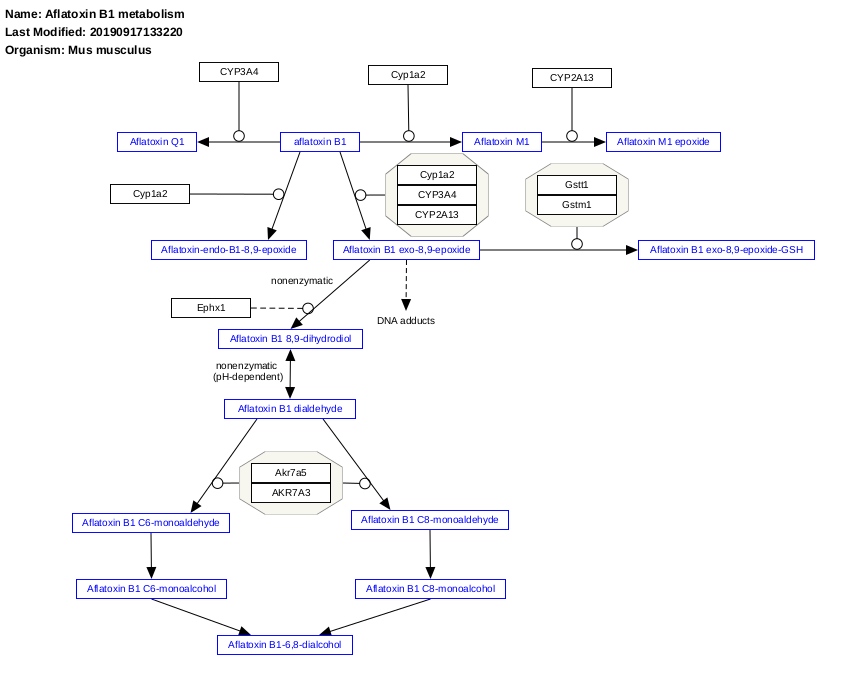 Name: Aflatoxin B1 metabolism
Last Modified: 20190917133220
Organism: Mus musculus
CYP3A4
Cyp1a2
CYP2A13
Aflatoxin Q1
aflatoxin B1
Aflatoxin M1
Aflatoxin M1 epoxide
Cyp1a2
Cyp1a2
CYP3A4
CYP2A13
Gstt1
Gstm1
Aflatoxin-endo-B1-8,9-epoxide
Aflatoxin B1 exo-8,9-epoxide
Aflatoxin B1 exo-8,9-epoxide-GSH
nonenzymatic
Ephx1
DNA adducts
Aflatoxin B1 8,9-dihydrodiol
nonenzymatic
(pH-dependent)
Aflatoxin B1 dialdehyde
Akr7a5
AKR7A3
Aflatoxin B1 C6-monoaldehyde
Aflatoxin B1 C8-monoaldehyde
Aflatoxin B1 C6-monoalcohol
Aflatoxin B1 C8-monoalcohol
Aflatoxin B1-6,8-dialcohol